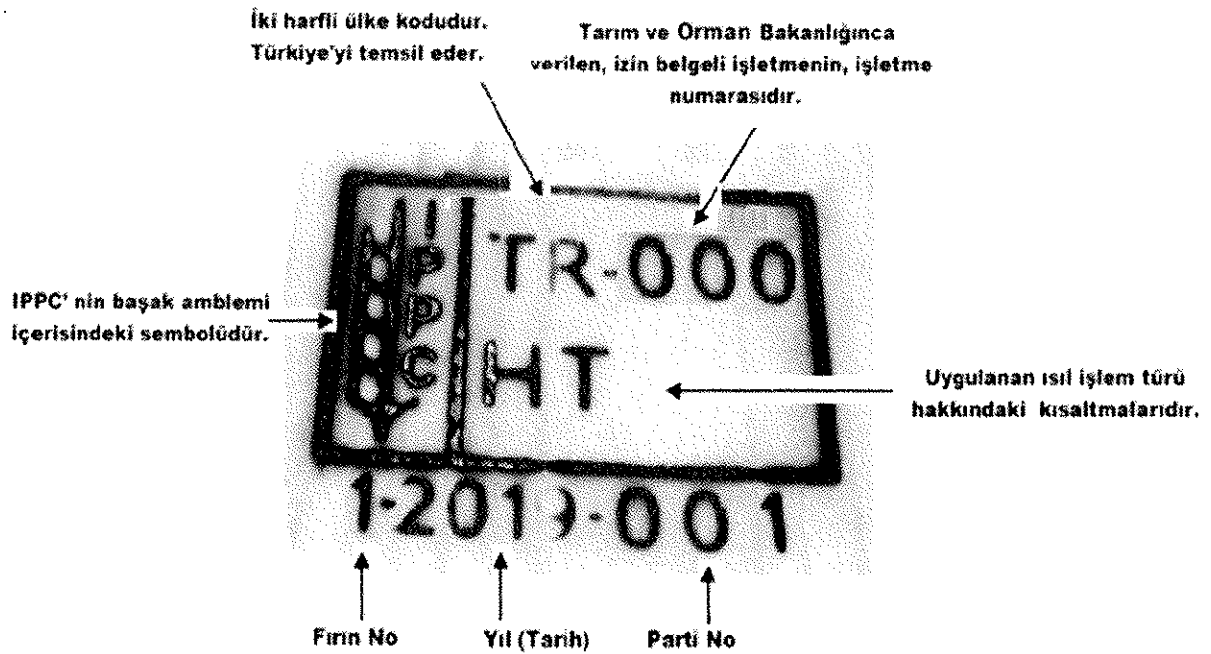 İki harfli ülke kodudur.
Türkiye'yi temsil eder.
Tarım ve Orman Bakanlığınca
verilen, izin belgeli işletmenin, işletme
numarasıdır.
I
P
P
C
TR-000
HT
IPPC' nin başak amblemi
içerisindeki sembolüdür.
Uygulanan ısıl işlem türü
hakkındaki kısaltmalarıdır.
1-2019-001
Fırın No
Yıl (Tarih)
Parti No